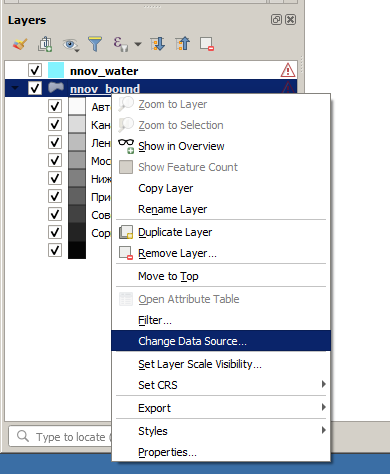 Layers
nnov_water
nnov_bound
Авт
Zoom to Layer
Кан
Zoom to Selection
Лен
Show in Overview
Мос
Show Feature Count
Ниж
Copy Layer
При
Rename Layer
Сов
Duplicate Layer
Сор
Remove Layer...
Move to Top
Open Attribute Table
Filter...
Change Data Source...
Set Layer Scale Visibility...
Set CRS
Export
Type to locate (
Styles
Properties...